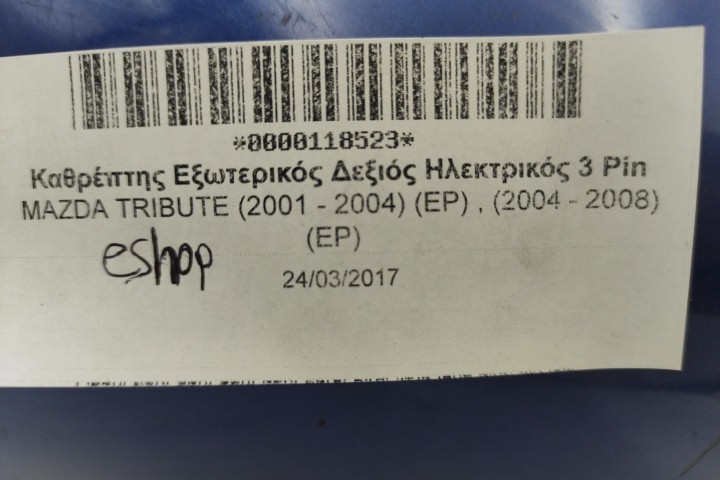 *0000118523*
Καθρέπτης Εξωτερικός Δεξιός Ηλεκτρικός 3 Pin
MAZDA TRIBUTE (2001 - 2004) (EP) , (2004 - 2008)
(EP)
eshop
24/03/2017